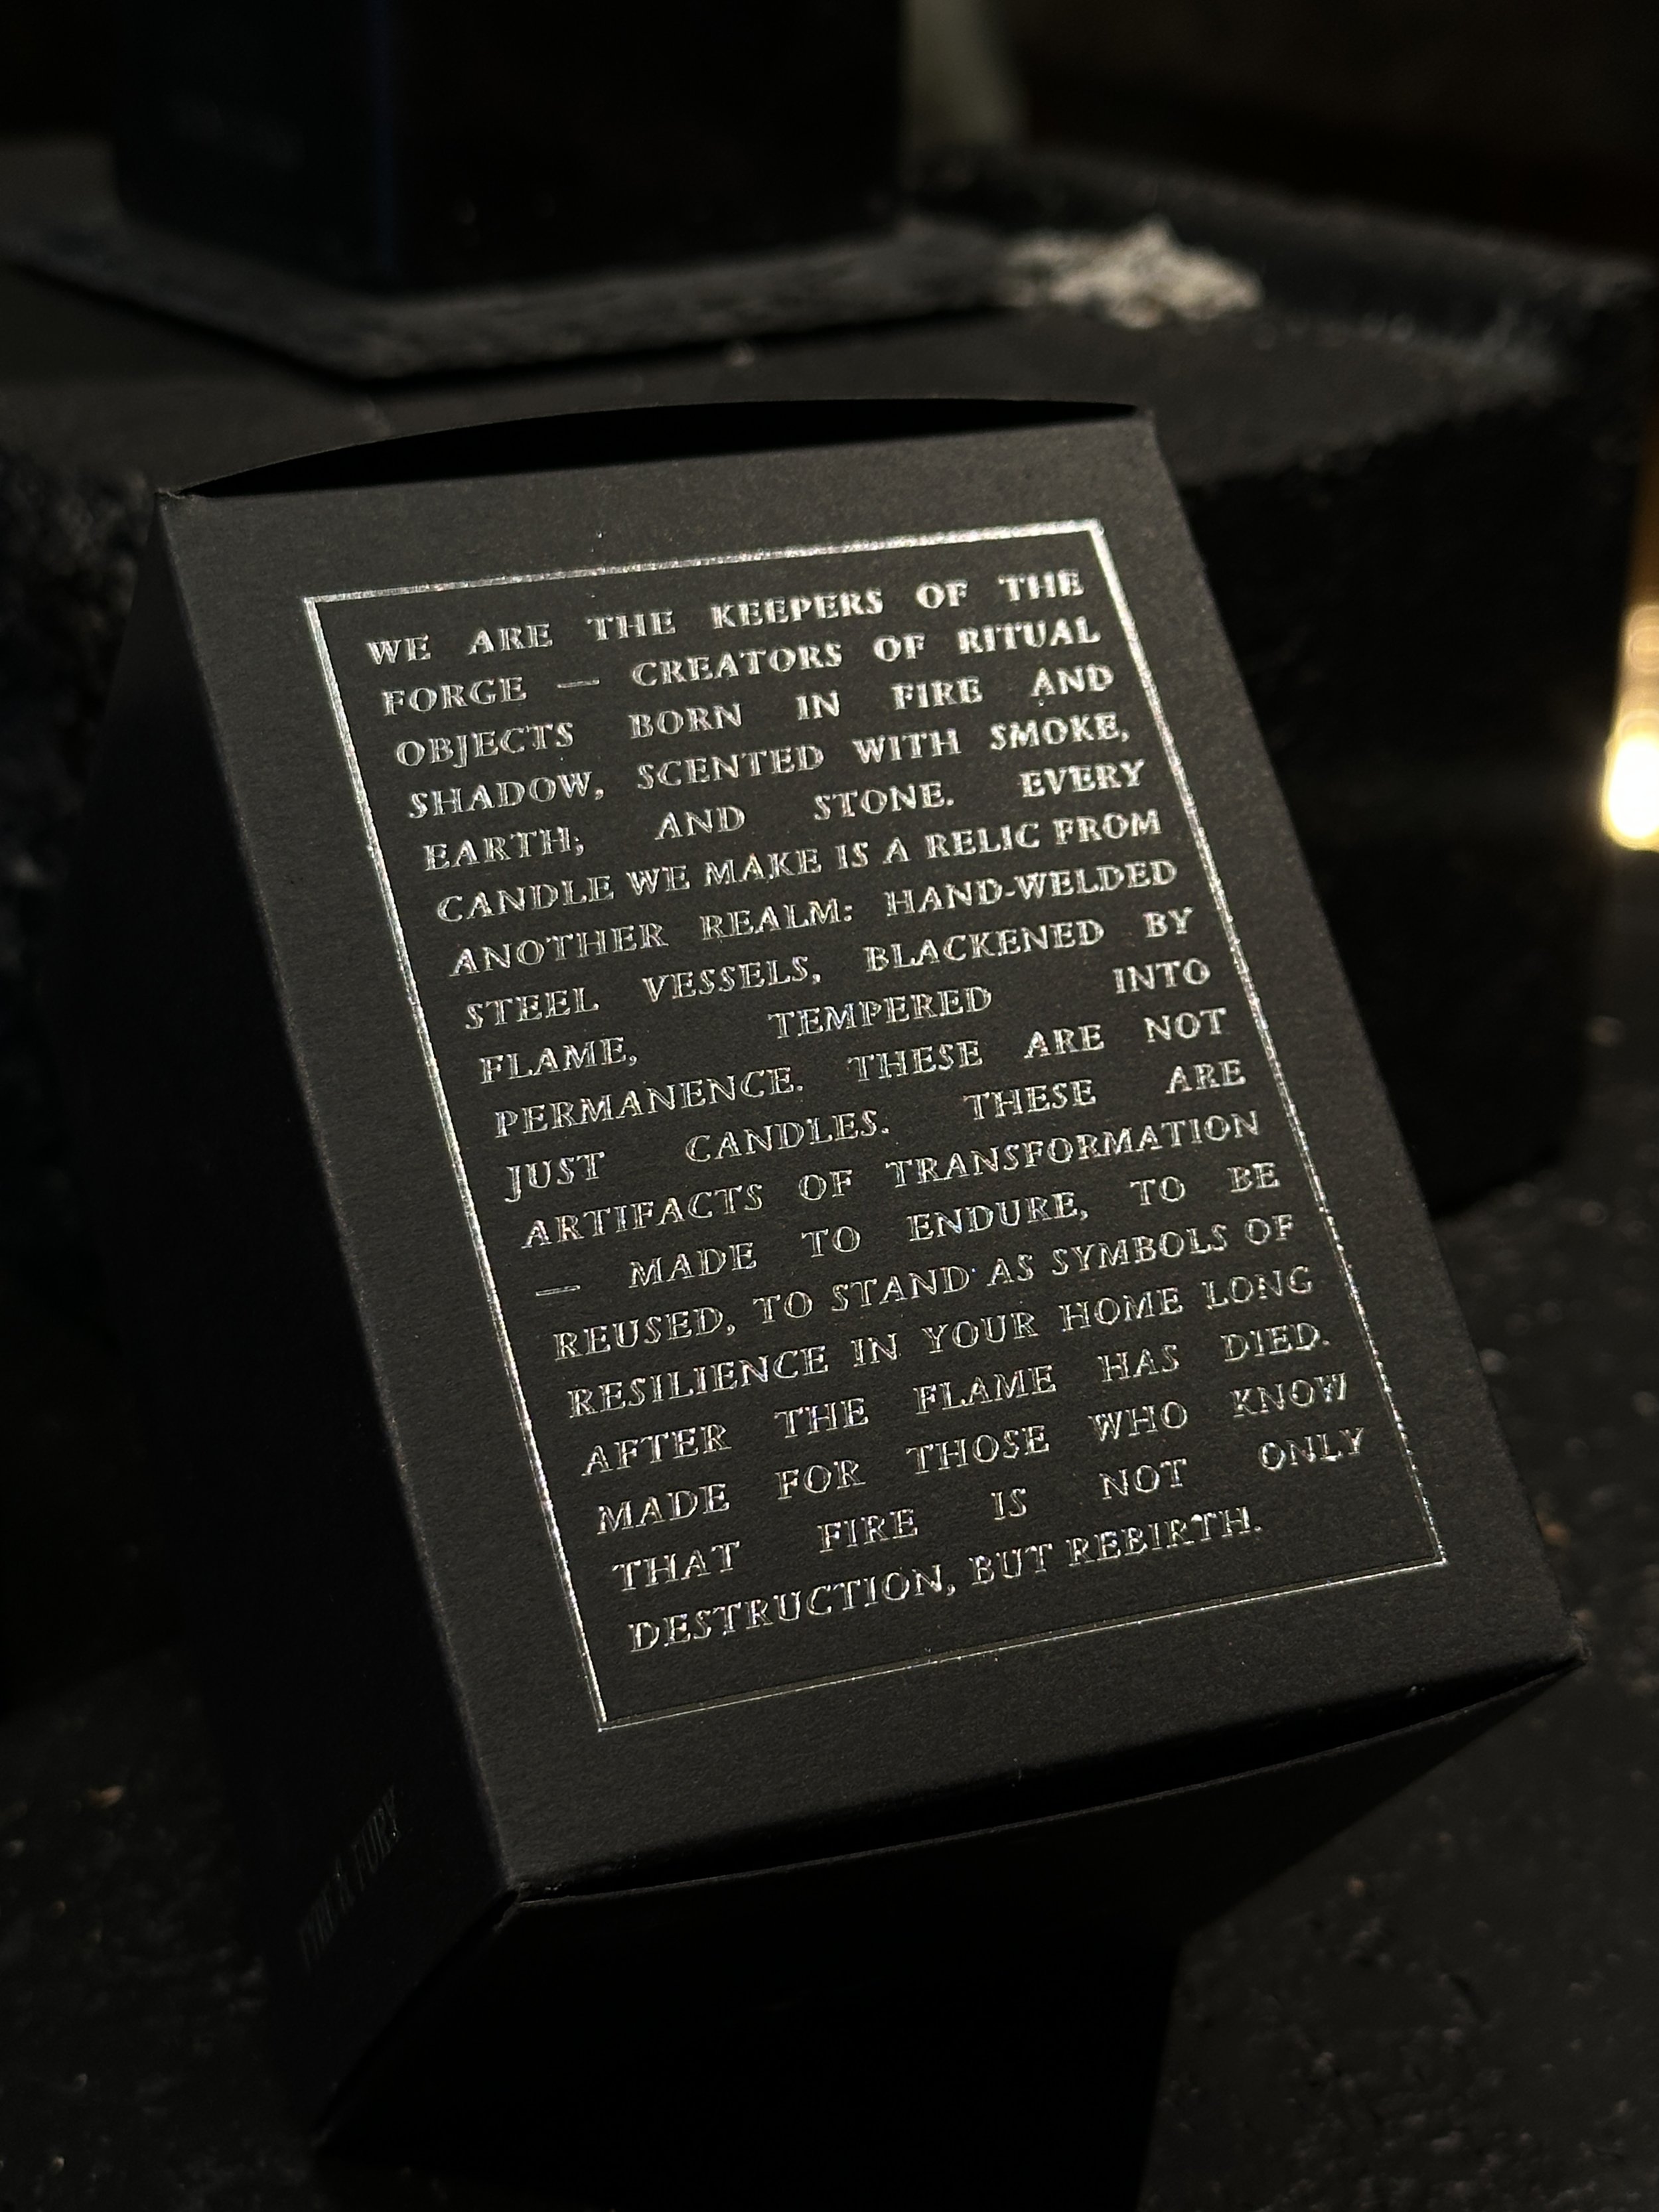 WE ARE THE KEEPERS OF THE
FORGE — CREATORS OF RITUAL
OBJECTS BORN IN FIRE AND
SHADOW, SCENTED WITH SMOKE,
EARTH; AND STONE. EVERY
CANDLE WE MAKE IS A RELIC FROM
ANOTHER REALM: HAND-WELDED
STEEL VESSELS, BLACKENED BY
FLAME, TEMPERED INTO
PERMANENCE. THESE ARE NOT
JUST CANDLES. THESE ARE
ARTIFACTS OF TRANSFORMATION
— MADE TO ENDURE, TO BE
REUSED, TO STAND AS SYMBOLS OF
RESILIENCE IN YOUR HOME LONG
AFTER THE FLAME HAS DIED.
MADE FOR THOSE WHO KNOW
THAT FIRE IS NOT ONLY
DESTRUCTION, BUT REBIRTH.
FURY